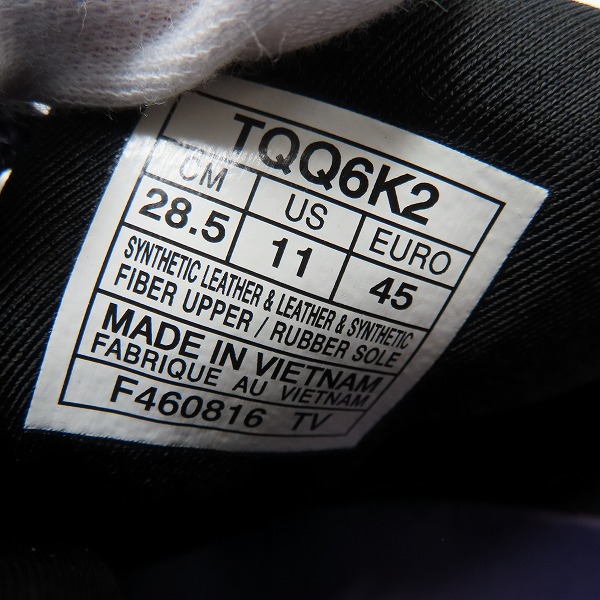 TQQ6K2
CM US EURO
28.5 11 45
SYNTHETIC LEATHER & LEATHER & SYNTHETIC
FIBER UPPER / RUBBER SOLE
MADE IN VIETNAM
FABRIQUE AU VIETNAM
F460816 TV